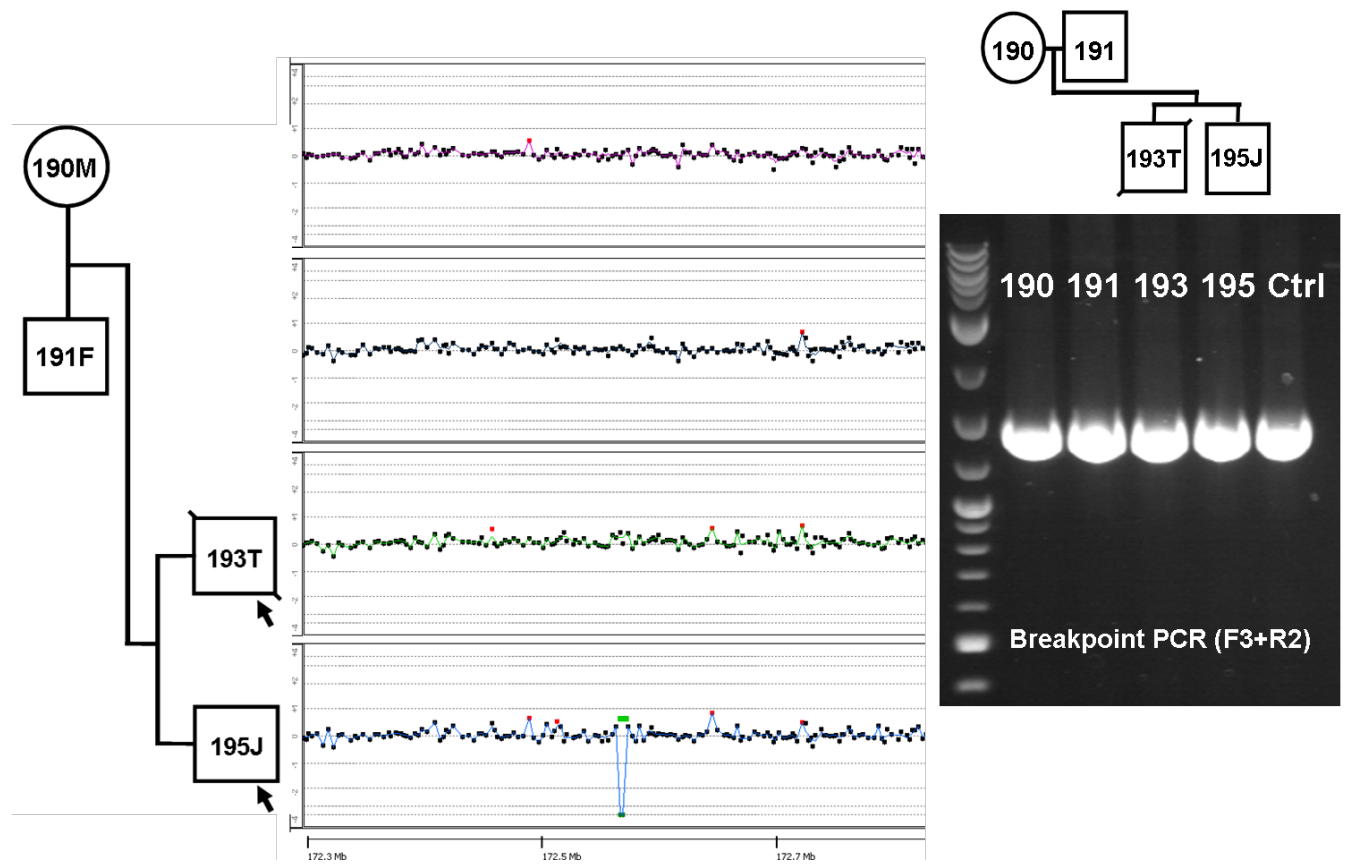 190M
191F
193T
195J
172.3 Mb
172.5 Mb
172.7 Mb
190
191
193T
195J
190 191 193 195 Ctrl
Breakpoint PCR (F3+R2)